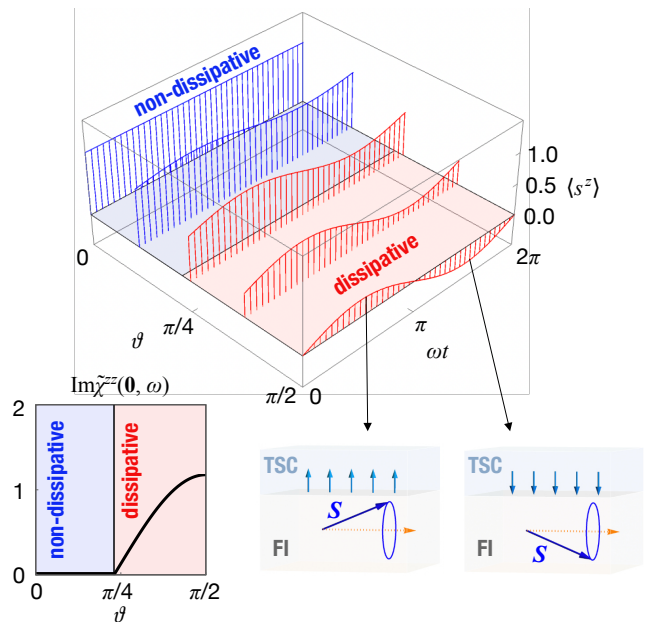 non-dissipative
dissipative
1.0
0.5
0.0
⟨s^z⟩
0
π/4
π/2
ϑ
0
π
2π
ωt
Imχ̃^zz(0, ω)
2
1
0
non-dissipative
dissipative
0
π/4
π/2
ϑ
TSC
S
FI
TSC
S
FI